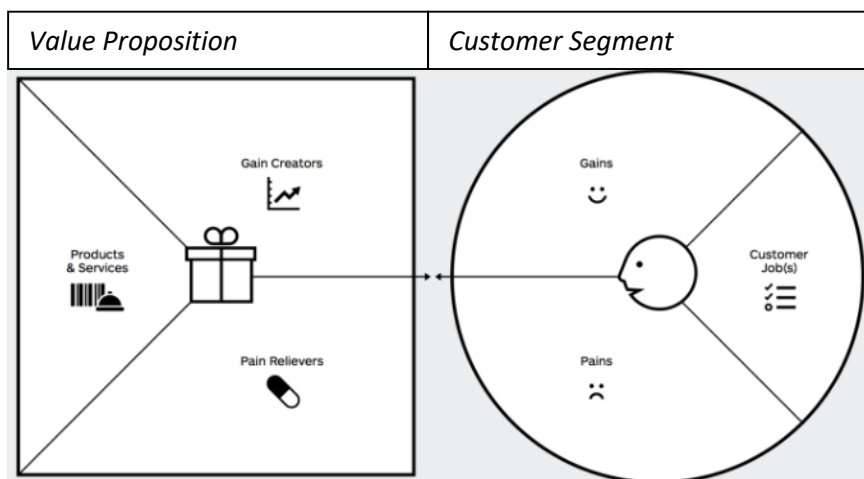 Value Proposition
Customer Segment
Gain Creators
Products
& Services
Pain Relievers
Gains
Customer
Job(s)
Pains